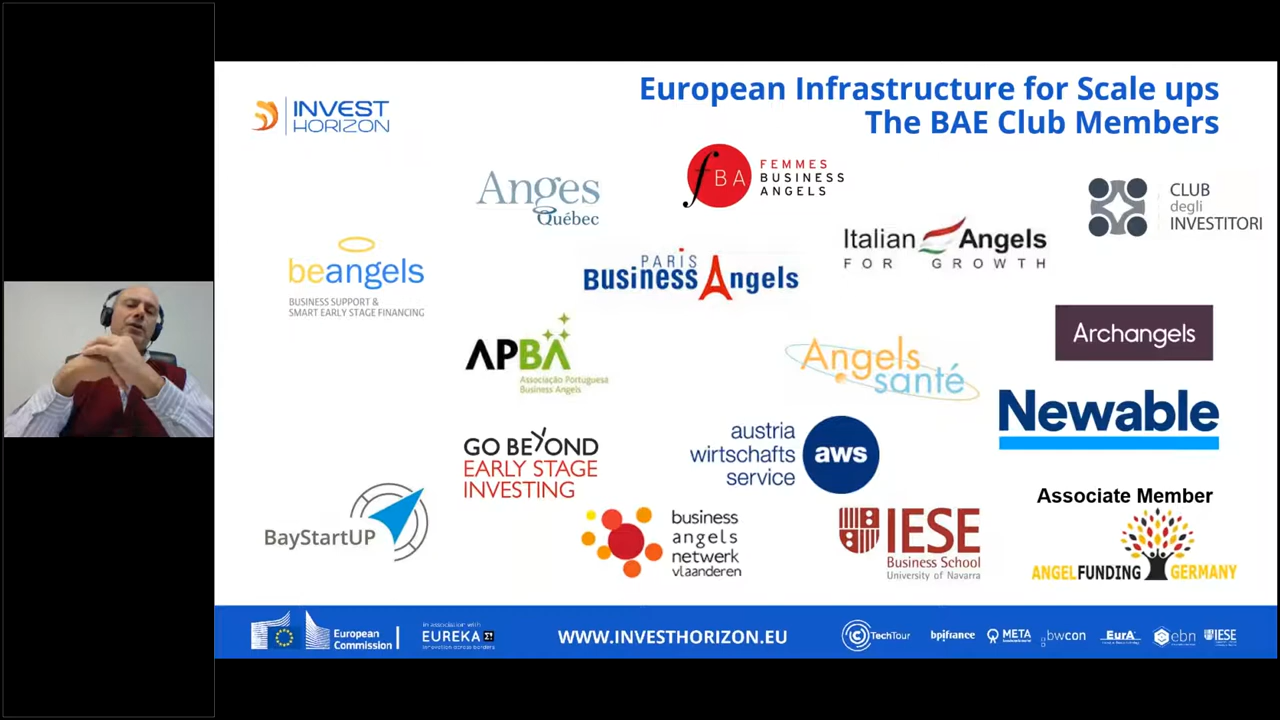 INVEST
HORIZON
European Infrastructure for Scale ups
The BAE Club Members
Anges
Québec
fBA
FEMMES
BUSINESS
ANGELS
CLUB
degli
INVESTITORI
beangels
BUSINESS SUPPORT &
SMART EARLY STAGE FINANCING
PARIS
Business Angels
Italian Angels
FOR GROWTH
APBA
Associação Portuguesa
Business Angels
Angels
santé
Archangels
Newable
GO BEYOND
EARLY STAGE
INVESTING
austria
wirtschafts
service
aws
BayStartUP
business
angels
netwerk
vlaanderen
IESE
Business School
University of Navarra
Associate Member
ANGELFUNDING GERMANY
European
Commission
in association with
EUREKA Σ!
innovation across borders
WWW.INVESTHORIZON.EU
TechTour
bpifrance
META
bwcon
EurA
ebn
IESE